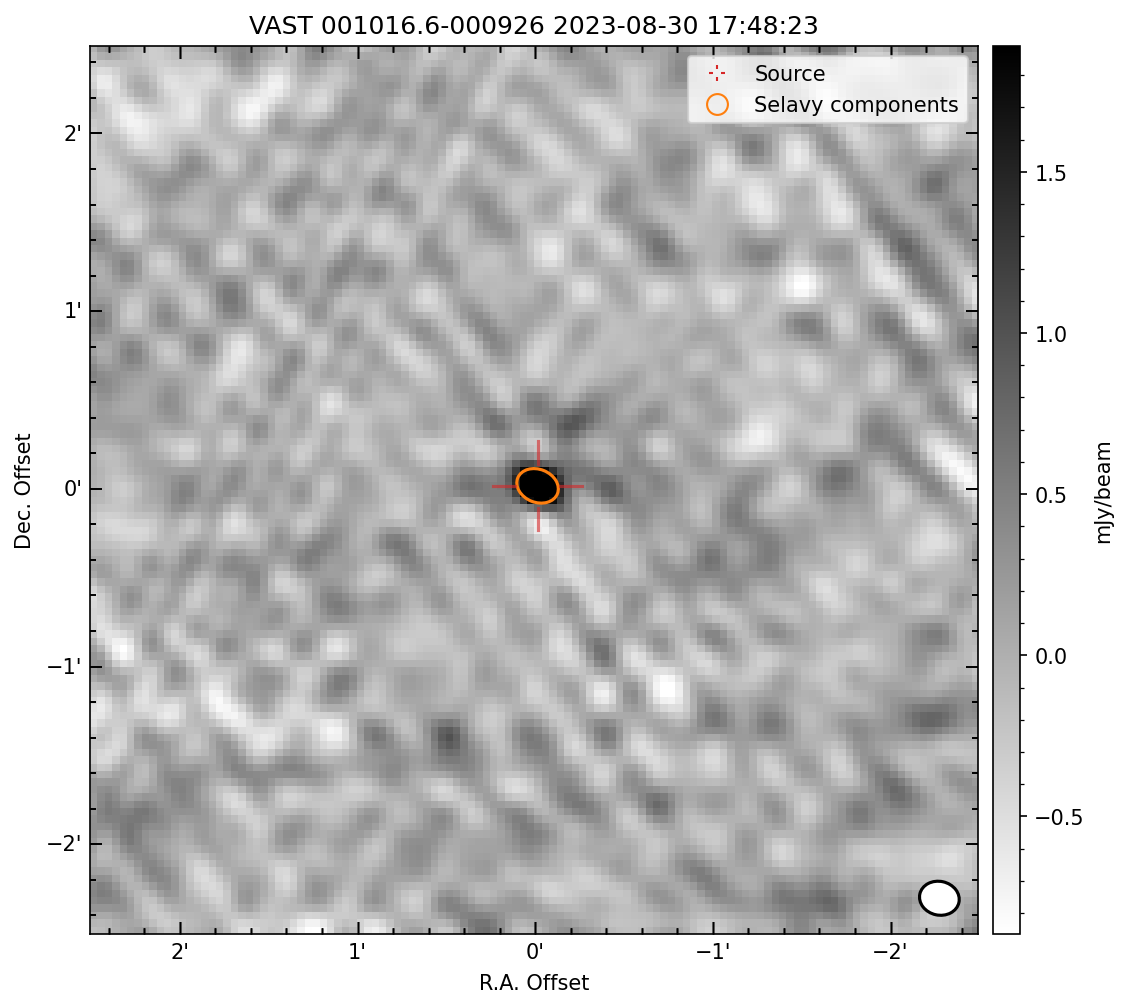 VAST 001016.6-000926 2023-08-30 17:48:23
Source
Selavy components
2'
1'
0'
−1'
−2'
Dec. Offset
2'
1'
0'
−1'
−2'
R.A. Offset
1.5
1.0
0.5
0.0
−0.5
mJy/beam